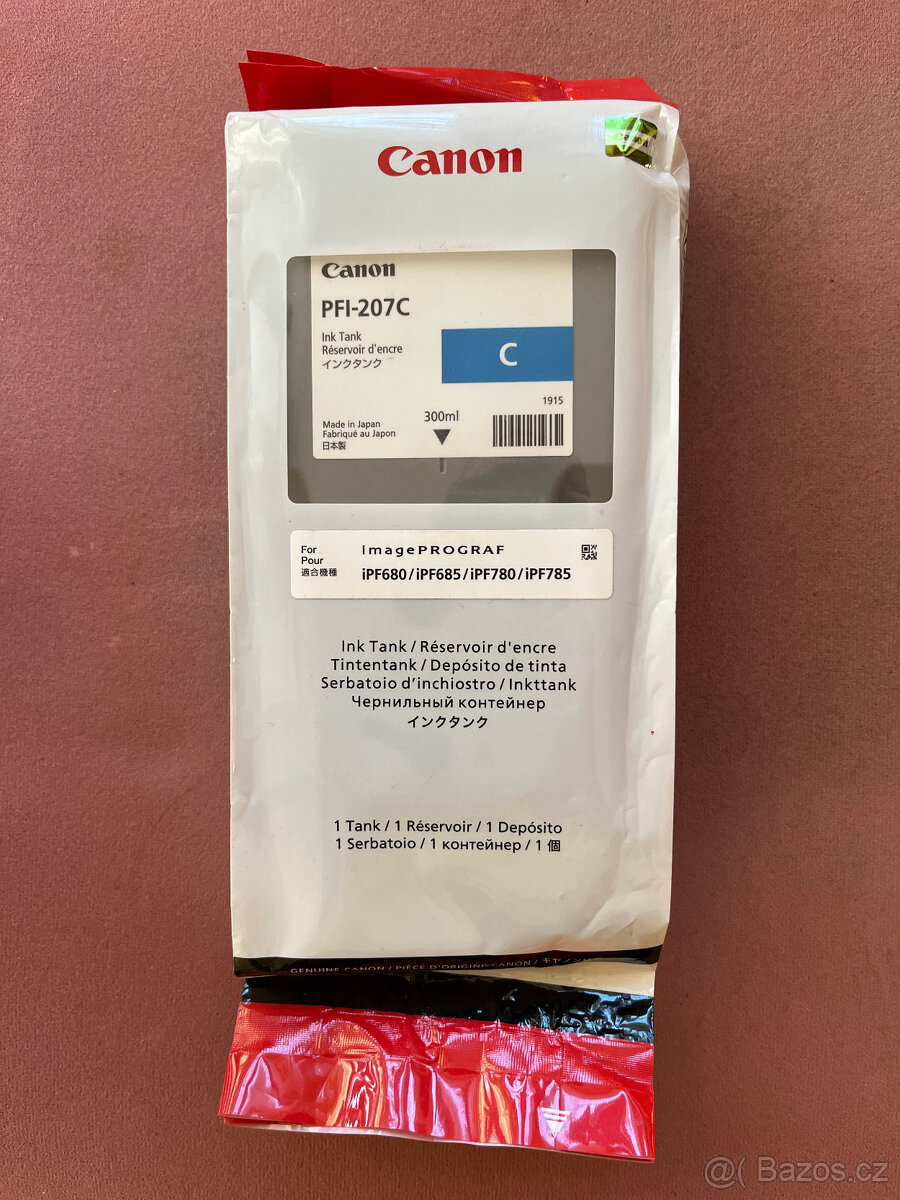 Canon
Canon
Canon
PFI-207C
Ink Tank
Réservoir d'encre
インクタンク
C
1915
300ml
Made in Japan
Fabriqué au Japon
日本製
For
Pour
適合機種
imagePROGRAF
iPF680/iPF685/iPF780/iPF785
Ink Tank / Réservoir d'encre
Tintentank / Depósito de tinta
Serbatoio d'inchiostro / Inkttank
Чернильный контейнер
インクタンク
1 Tank / 1 Réservoir / 1 Depósito
1 Serbatoio / 1 контейнер / 1 個
GENUINE CANON / PIÈCE D'ORIGINE CANON /
@( Bazos.cz